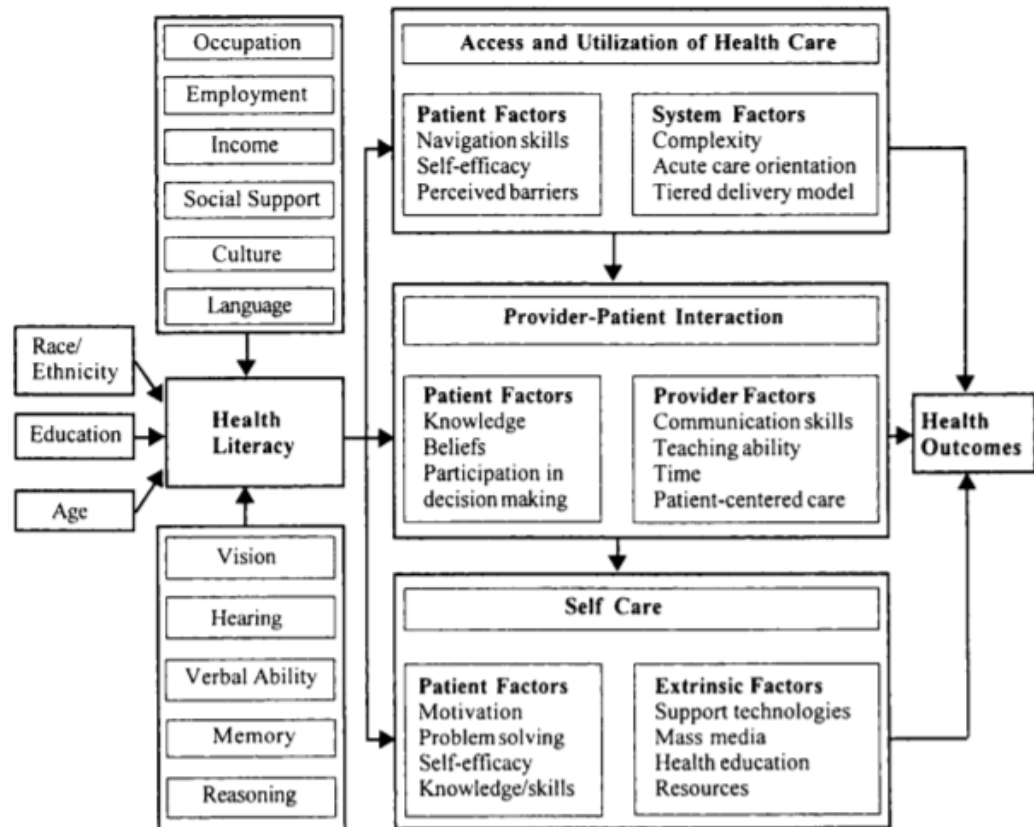 Occupation
Employment
Income
Social Support
Culture
Language
Race/
Ethnicity
Education
Age
Health
Literacy
Vision
Hearing
Verbal Ability
Memory
Reasoning
Access and Utilization of Health Care
Patient Factors
Navigation skills
Self-efficacy
Perceived barriers
System Factors
Complexity
Acute care orientation
Tiered delivery model
Provider-Patient Interaction
Patient Factors
Knowledge
Beliefs
Participation in
decision making
Provider Factors
Communication skills
Teaching ability
Time
Patient-centered care
Self Care
Patient Factors
Motivation
Problem solving
Self-efficacy
Knowledge/skills
Extrinsic Factors
Support technologies
Mass media
Health education
Resources
Health
Outcomes